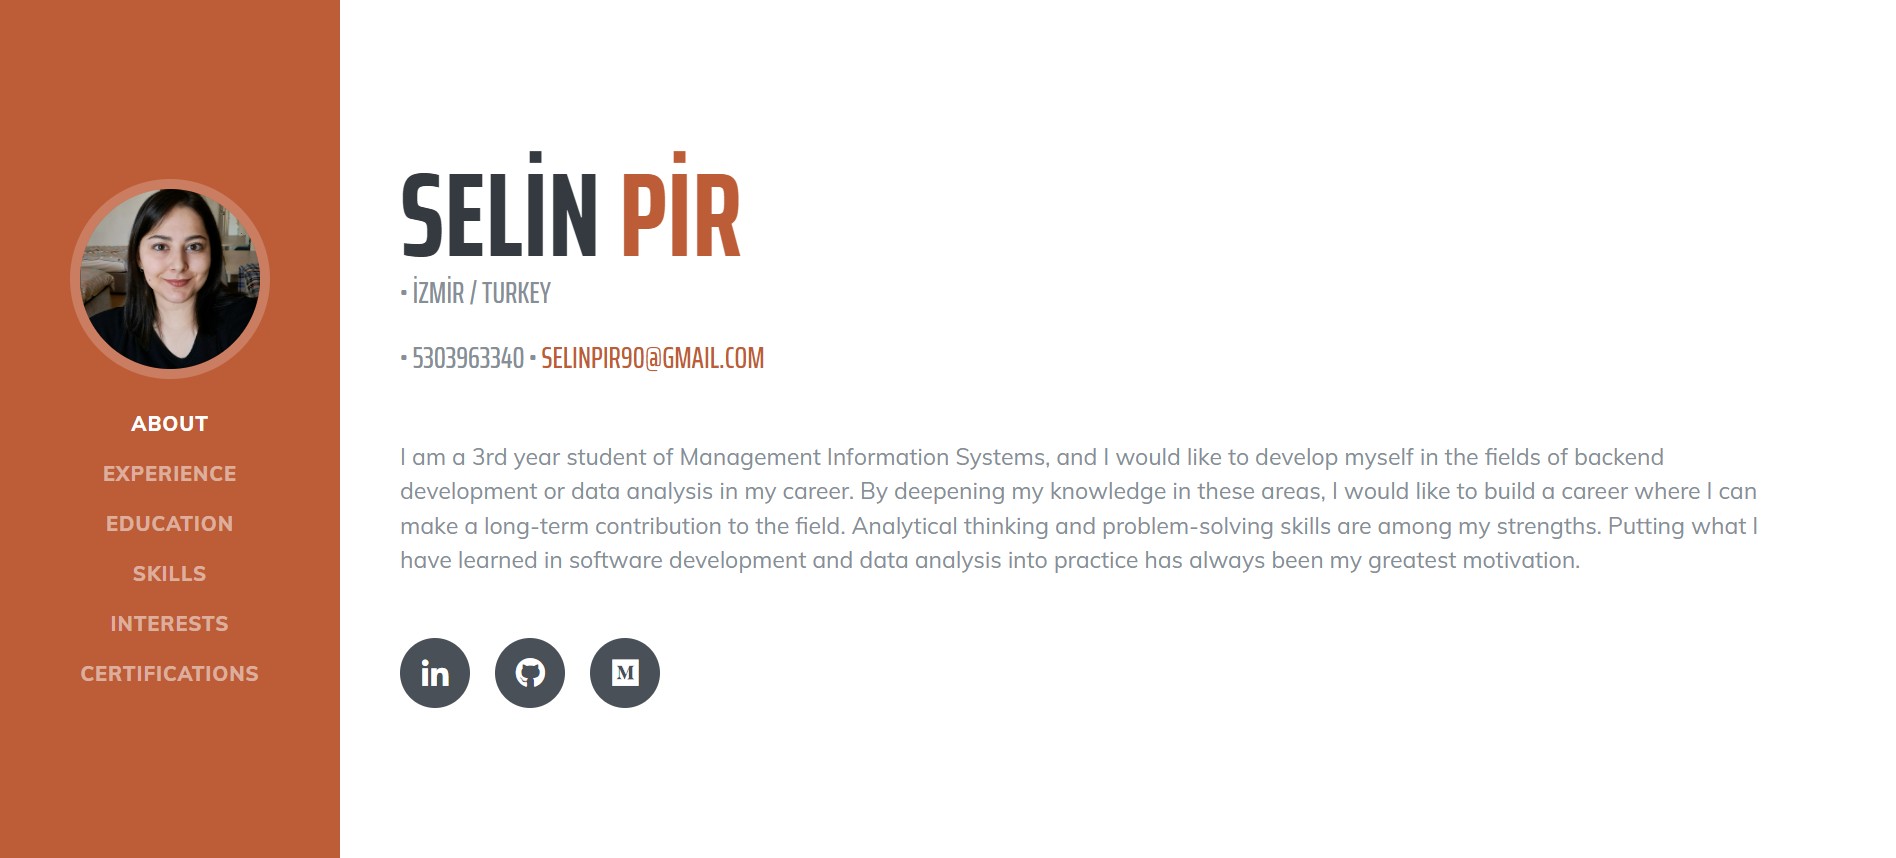 ABOUT
EXPERIENCE
EDUCATION
SKILLS
INTERESTS
CERTIFICATIONS
SELİN PİR
· İZMİR / TURKEY
· 5303963340 · SELINPIR90@GMAIL.COM
I am a 3rd year student of Management Information Systems, and I would like to develop myself in the fields of backend
development or data analysis in my career. By deepening my knowledge in these areas, I would like to build a career where I can
make a long-term contribution to the field. Analytical thinking and problem-solving skills are among my strengths. Putting what I
have learned in software development and data analysis into practice has always been my greatest motivation.
in
M